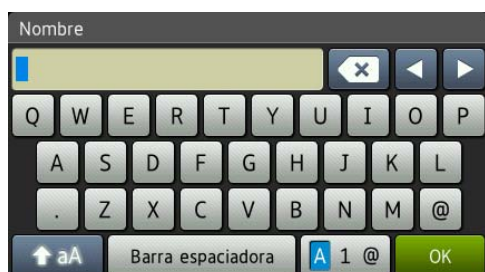 Nombre
Q W E R T Y U I O P
A S D F G H J K L
. Z X C V B N M @
aA Barra espaciadora A 1 @ OK